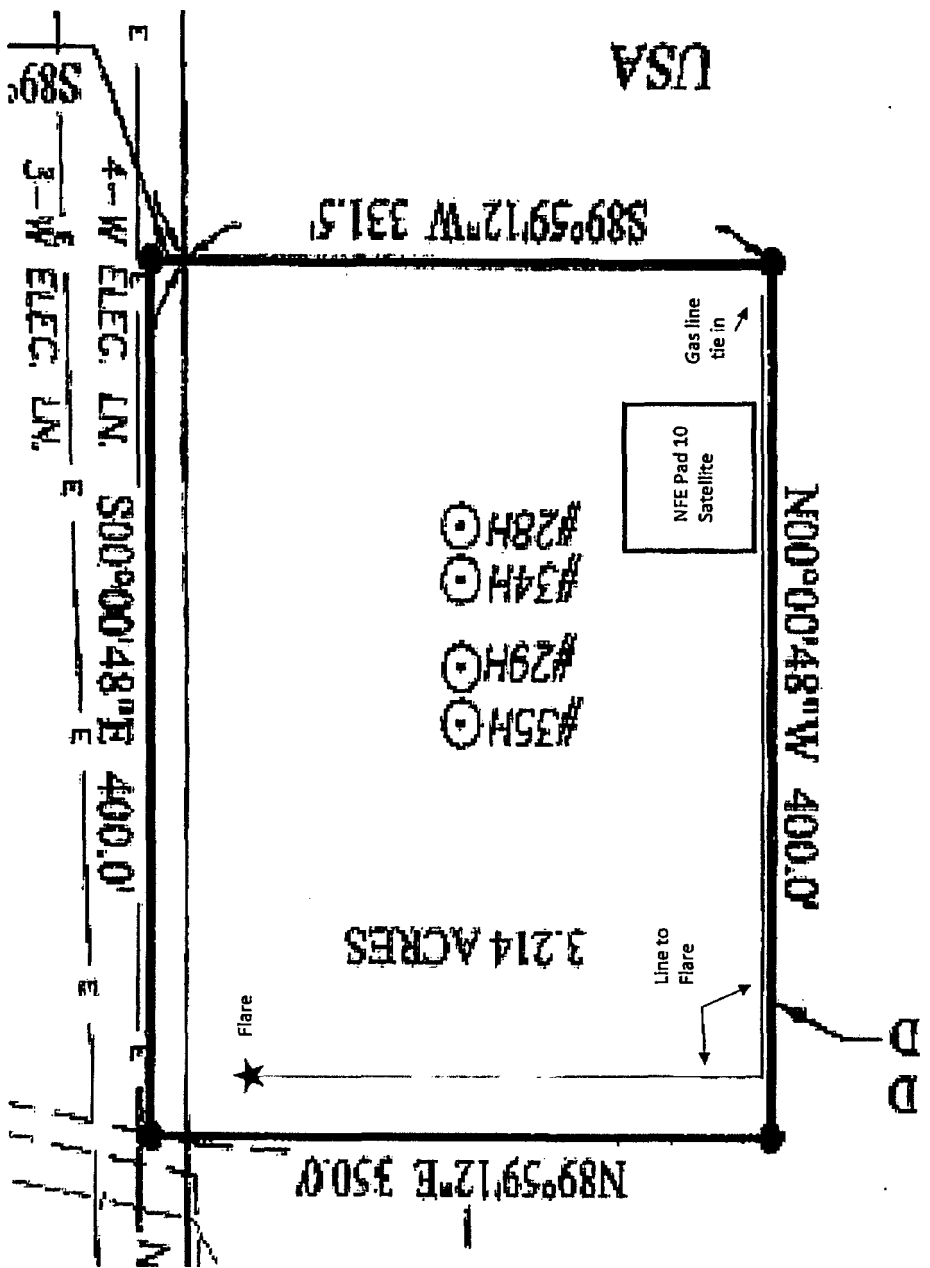 USA
S89°
S89°59'12"W 331.5'
4-W ELEC. LN.
3-W ELEC. LN.
E
E
E
E
E
E
E
S00°00'48"E 400.0'
N00°00'48"W 400.0'
Gas line
tie in
NFE Pad 10
Satellite
#28H
#34H
#29H
#35H
3.214 ACRES
Line to
Flare
Flare
D
D
N89°59'12"E 350.0'
N